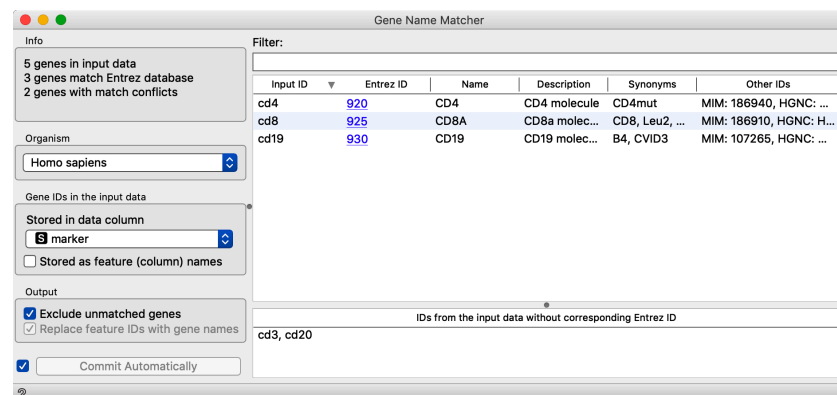 Gene Name Matcher
Info
5 genes in input data
3 genes match Entrez database
2 genes with match conflicts
Organism
Homo sapiens
Gene IDs in the input data
Stored in data column
S marker
Stored as feature (column) names
Output
Exclude unmatched genes
Replace feature IDs with gene names
Commit Automatically
?
Filter:
Input ID Entrez ID Name Description Synonyms Other IDs
cd4 920 CD4 CD4 molecule CD4mut MIM: 186940, HGNC: ...
cd8 925 CD8A CD8a molec... CD8, Leu2, ... MIM: 186910, HGNC: H...
cd19 930 CD19 CD19 molec... B4, CVID3 MIM: 107265, HGNC: ...
IDs from the input data without corresponding Entrez ID
cd3, cd20